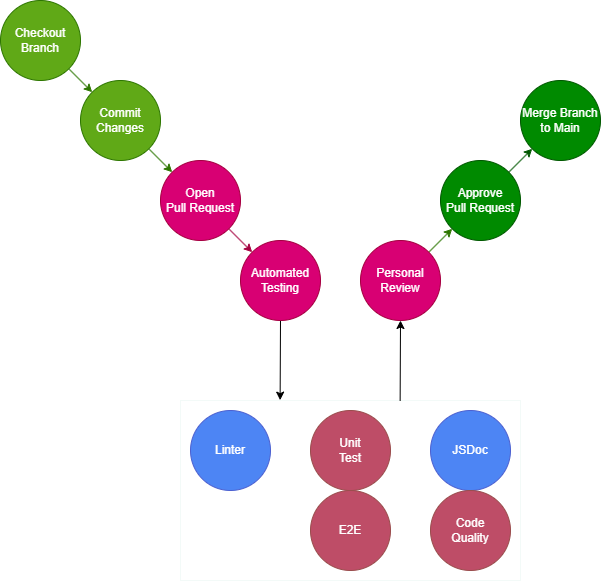 Checkout
Branch
Commit
Changes
Open
Pull Request
Automated
Testing
Personal
Review
Approve
Pull Request
Merge Branch
to Main
Linter
Unit
Test
JSDoc
E2E
Code
Quality